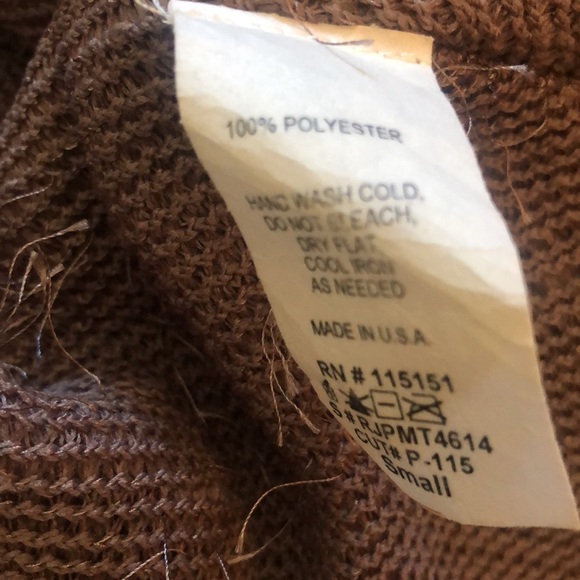 100% POLYESTER
HAND WASH COLD,
DO NOT BLEACH,
DRY FLAT
COOL IRON
AS NEEDED
MADE IN U.S.A.
RN # 115151
S# RJPMT4614
CUT# P-115
Small